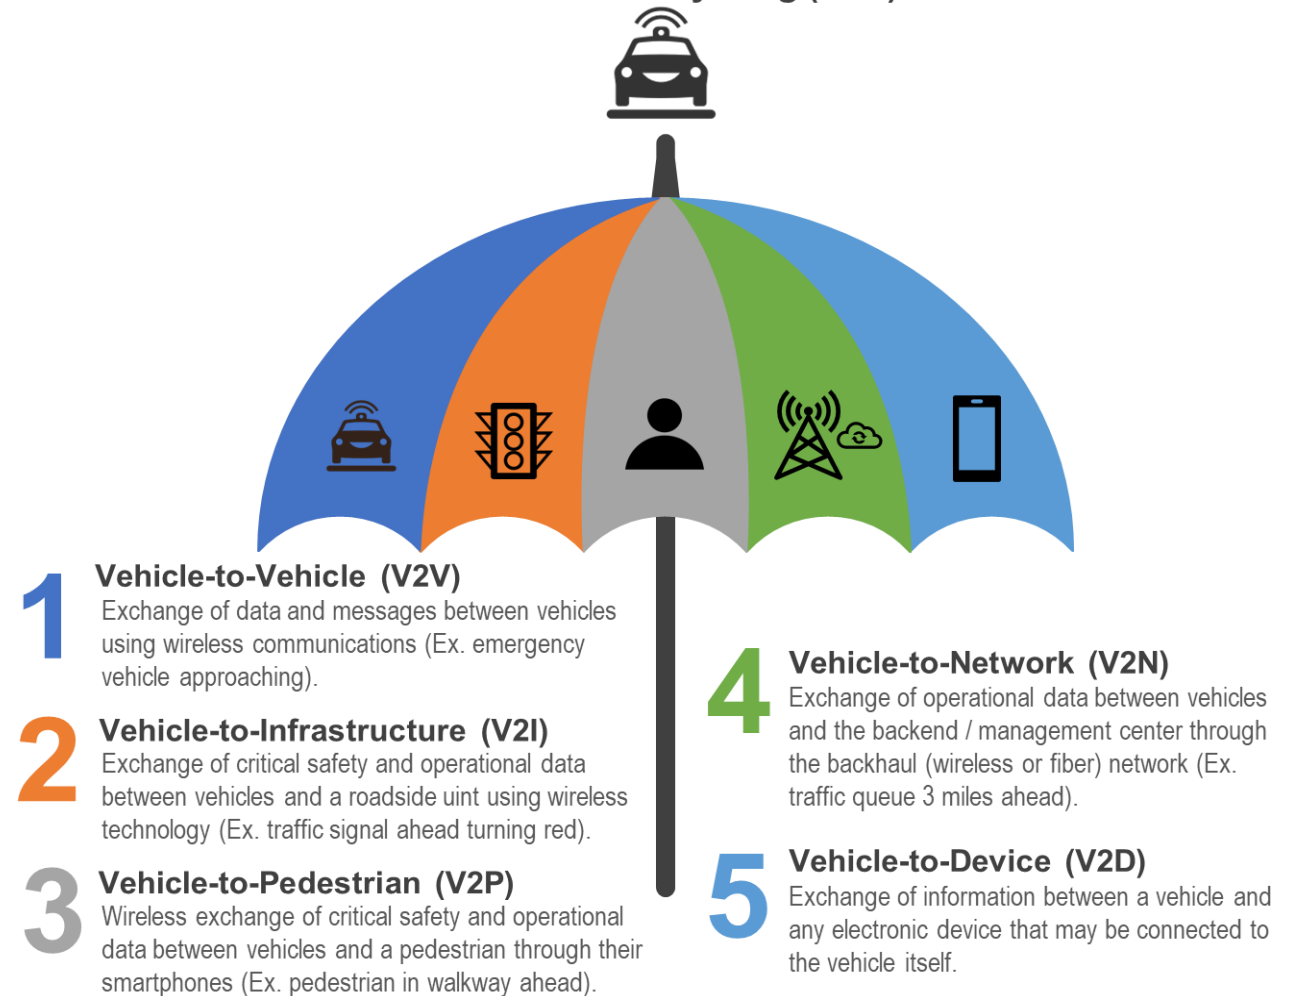 1
Vehicle-to-Vehicle (V2V)
Exchange of data and messages between vehicles
using wireless communications (Ex. emergency
vehicle approaching).
2
Vehicle-to-Infrastructure (V2I)
Exchange of critical safety and operational data
between vehicles and a roadside uint using wireless
technology (Ex. traffic signal ahead turning red).
3
Vehicle-to-Pedestrian (V2P)
Wireless exchange of critical safety and operational
data between vehicles and a pedestrian through their
smartphones (Ex. pedestrian in walkway ahead).
4
Vehicle-to-Network (V2N)
Exchange of operational data between vehicles
and the backend / management center through
the backhaul (wireless or fiber) network (Ex.
traffic queue 3 miles ahead).
5
Vehicle-to-Device (V2D)
Exchange of information between a vehicle and
any electronic device that may be connected to
the vehicle itself.